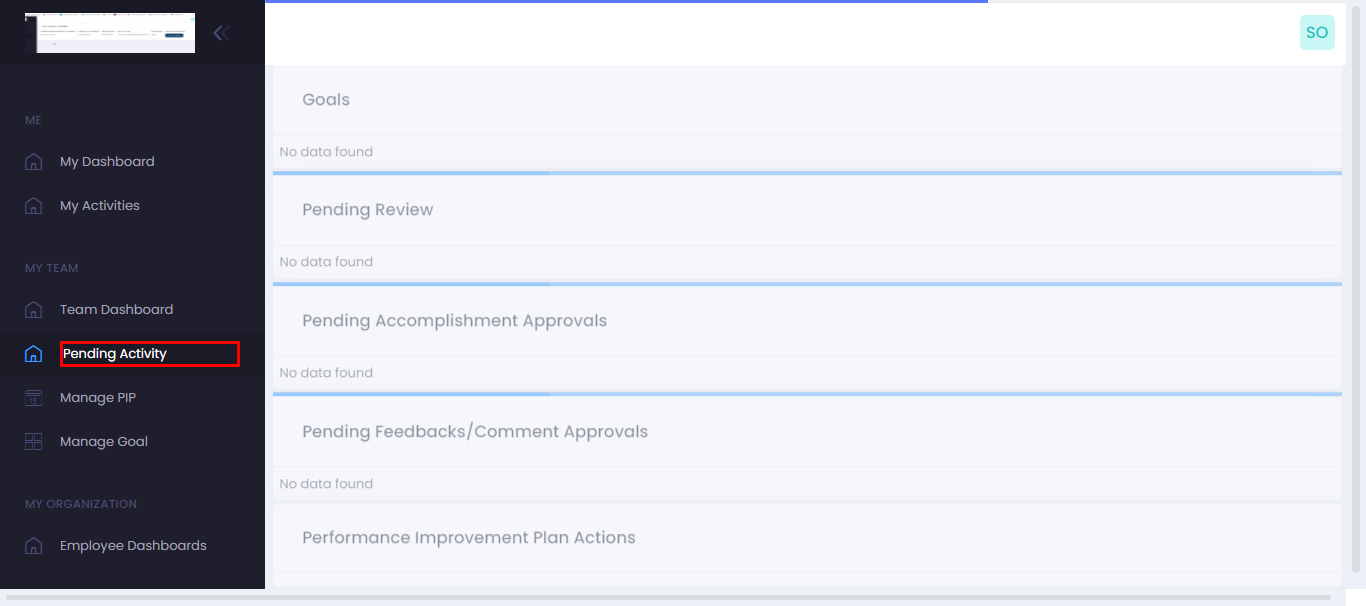 SO
ME
My Dashboard
My Activities
MY TEAM
Team Dashboard
Pending Activity
Manage PIP
15
Manage Goal
MY ORGANIZATION
Employee Dashboards
Goals
No data found
Pending Review
No data found
Pending Accomplishment Approvals
No data found
Pending Feedbacks/Comment Approvals
No data found
Performance Improvement Plan Actions